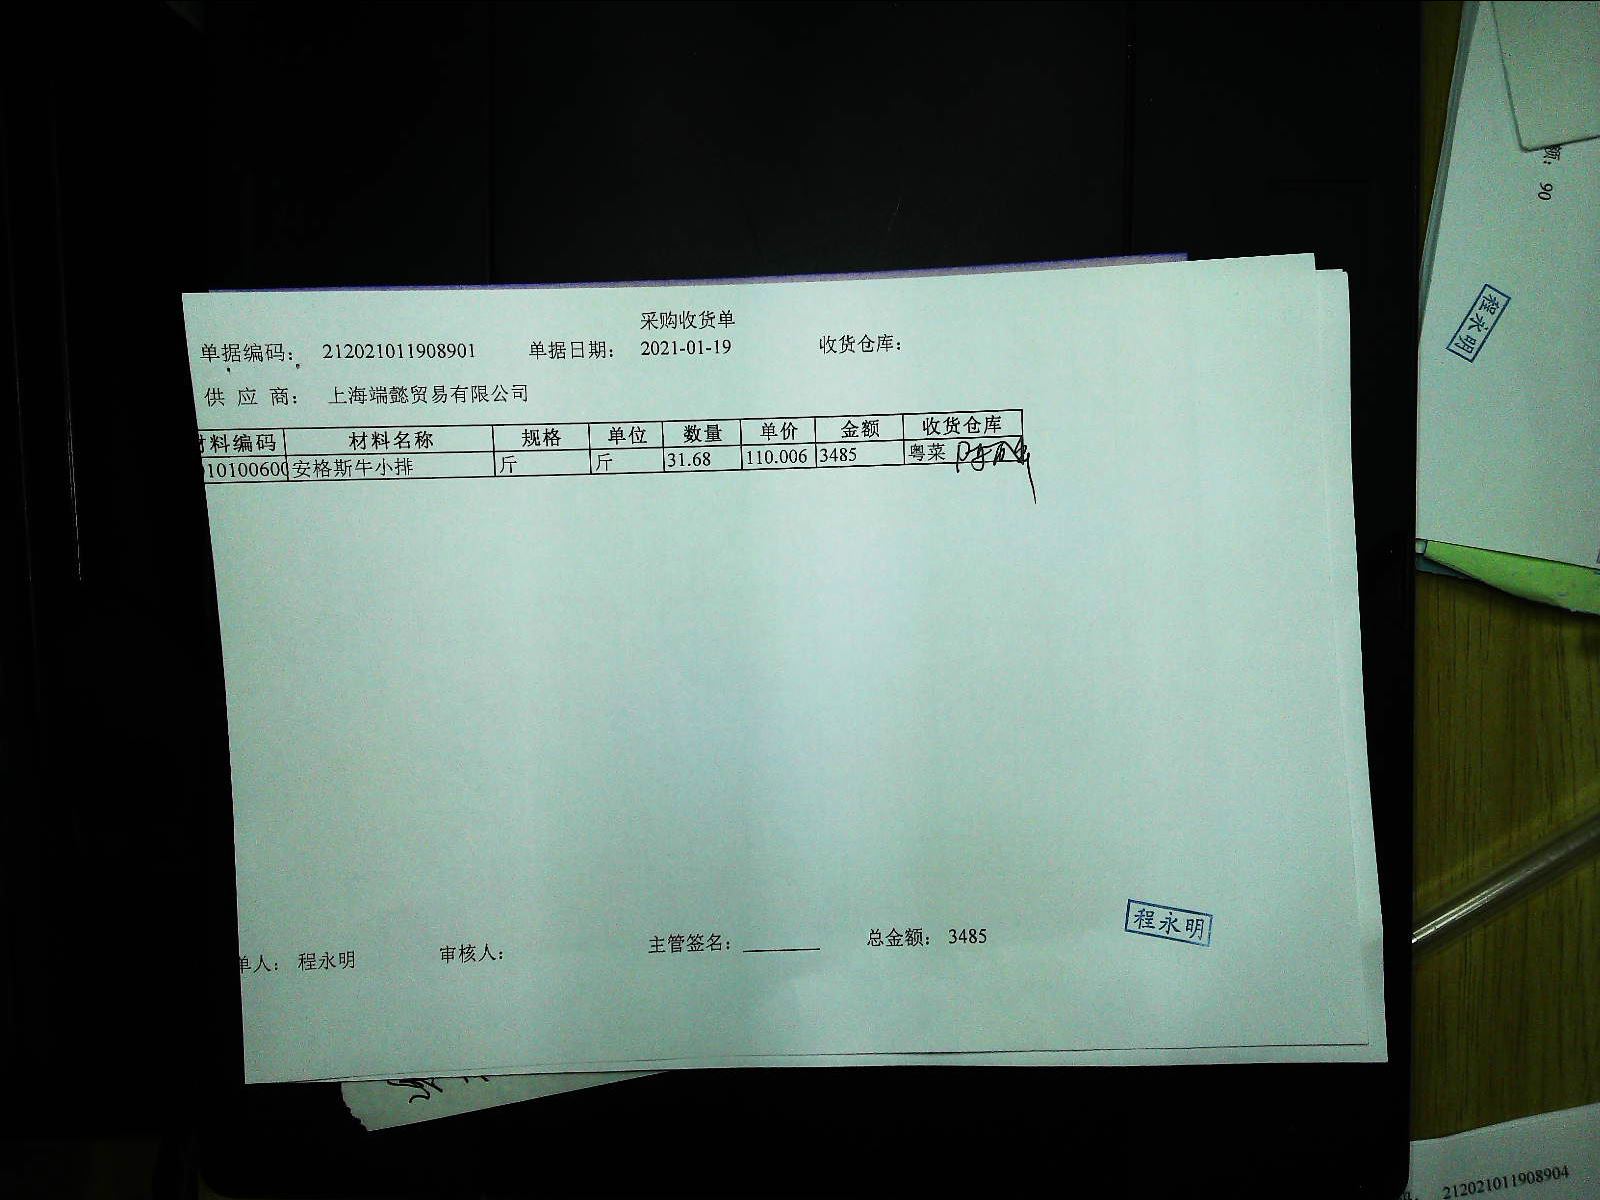 采购收货单
单据编码： 212021011908901 单据日期： 2021-01-19 收货仓库：
供应商： 上海端懿贸易有限公司
材料编码 材料名称 规格 单位 数量 单价 金额 收货仓库
10100600 安格斯牛小排 斤 斤 31.68 110.006 3485 粤菜
单人： 程永明 审核人： 主管签名： 总金额： 3485
程永明
额： 90
程永明
212021011908904